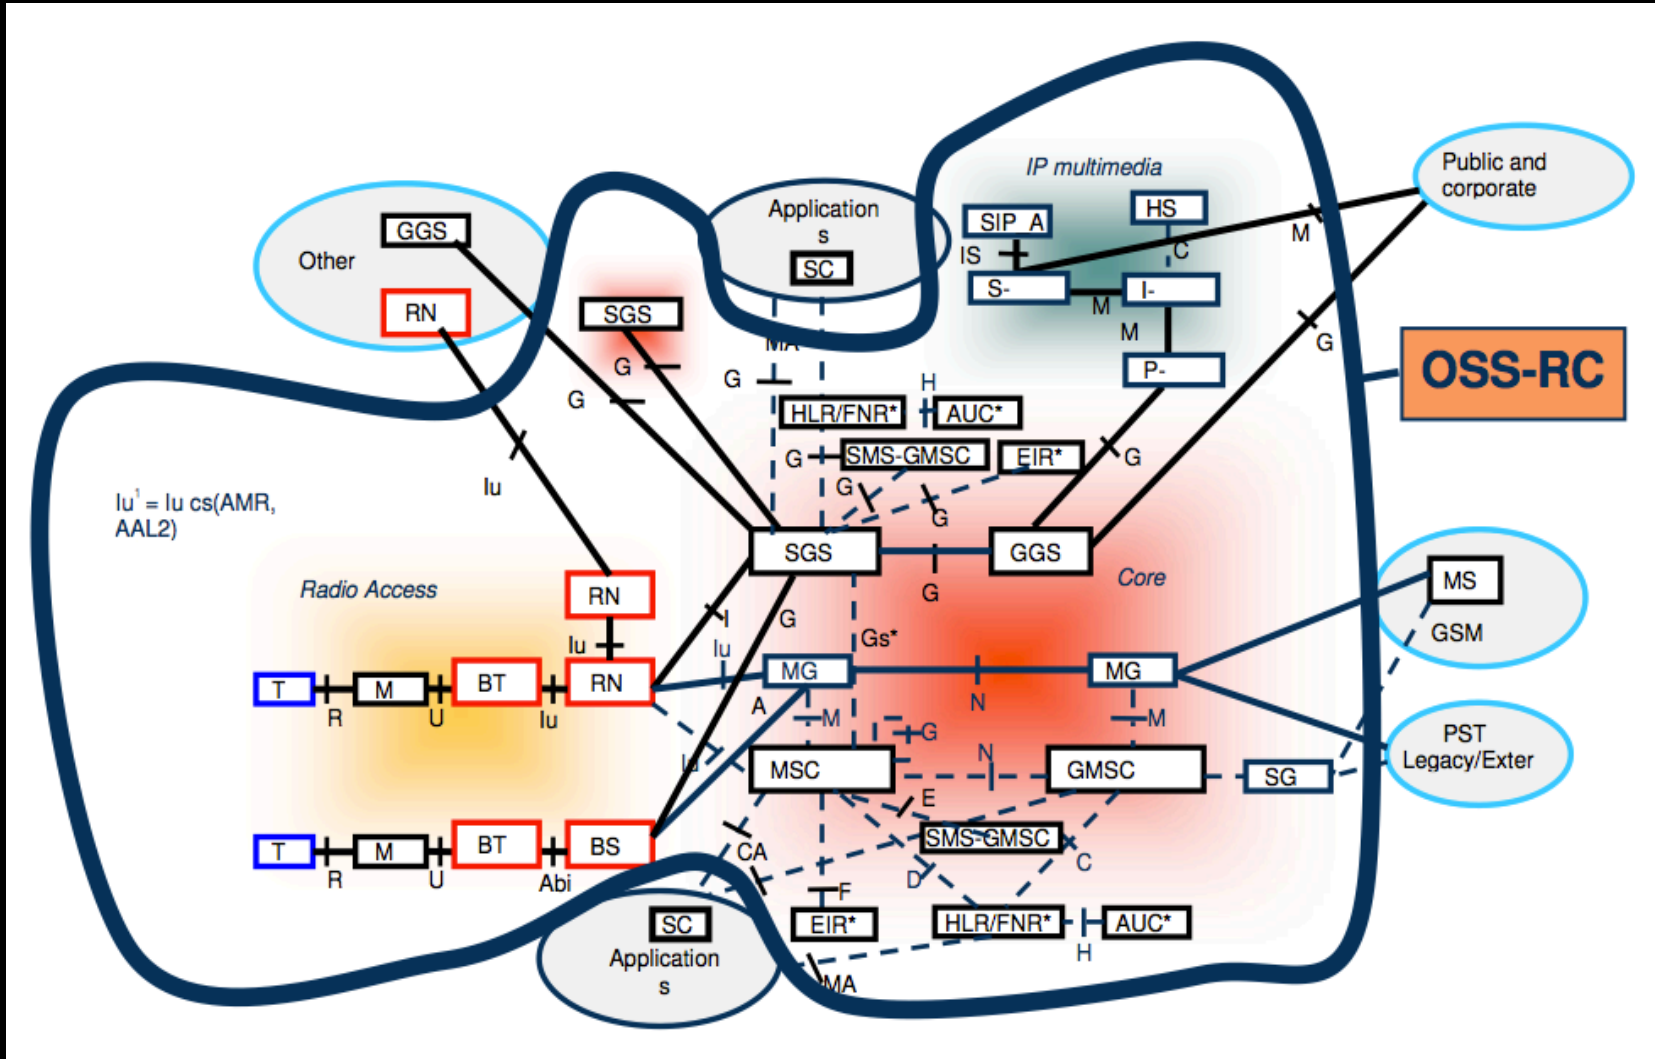 IP multimedia
Public and
corporate
Application
s
SC
GGS
Other
RN
SIP A
HS
IS
C
M
S-
M
I-
M
G
P-
SGS
MA
G
G
G
H
HLR/FNR*
AUC*
OSS-RC
G
SMS-GMSC
EIR*
G
G
G
Iu
Iu¹ = Iu cs(AMR,
AAL2)
SGS
GGS
G
Core
MS
GSM
Radio Access
RN
I
G
Iu
Iu
Gs*
T
R
M
U
BT
Iu
RN
MG
MG
N
A
M
M
G
N
Iu
MSC
GMSC
SG
PST
Legacy/Exter
E
SMS-GMSC
C
CA
D
T
R
M
U
BT
Abi
BS
F
SC
EIR*
HLR/FNR*
AUC*
H
Application
s
MA